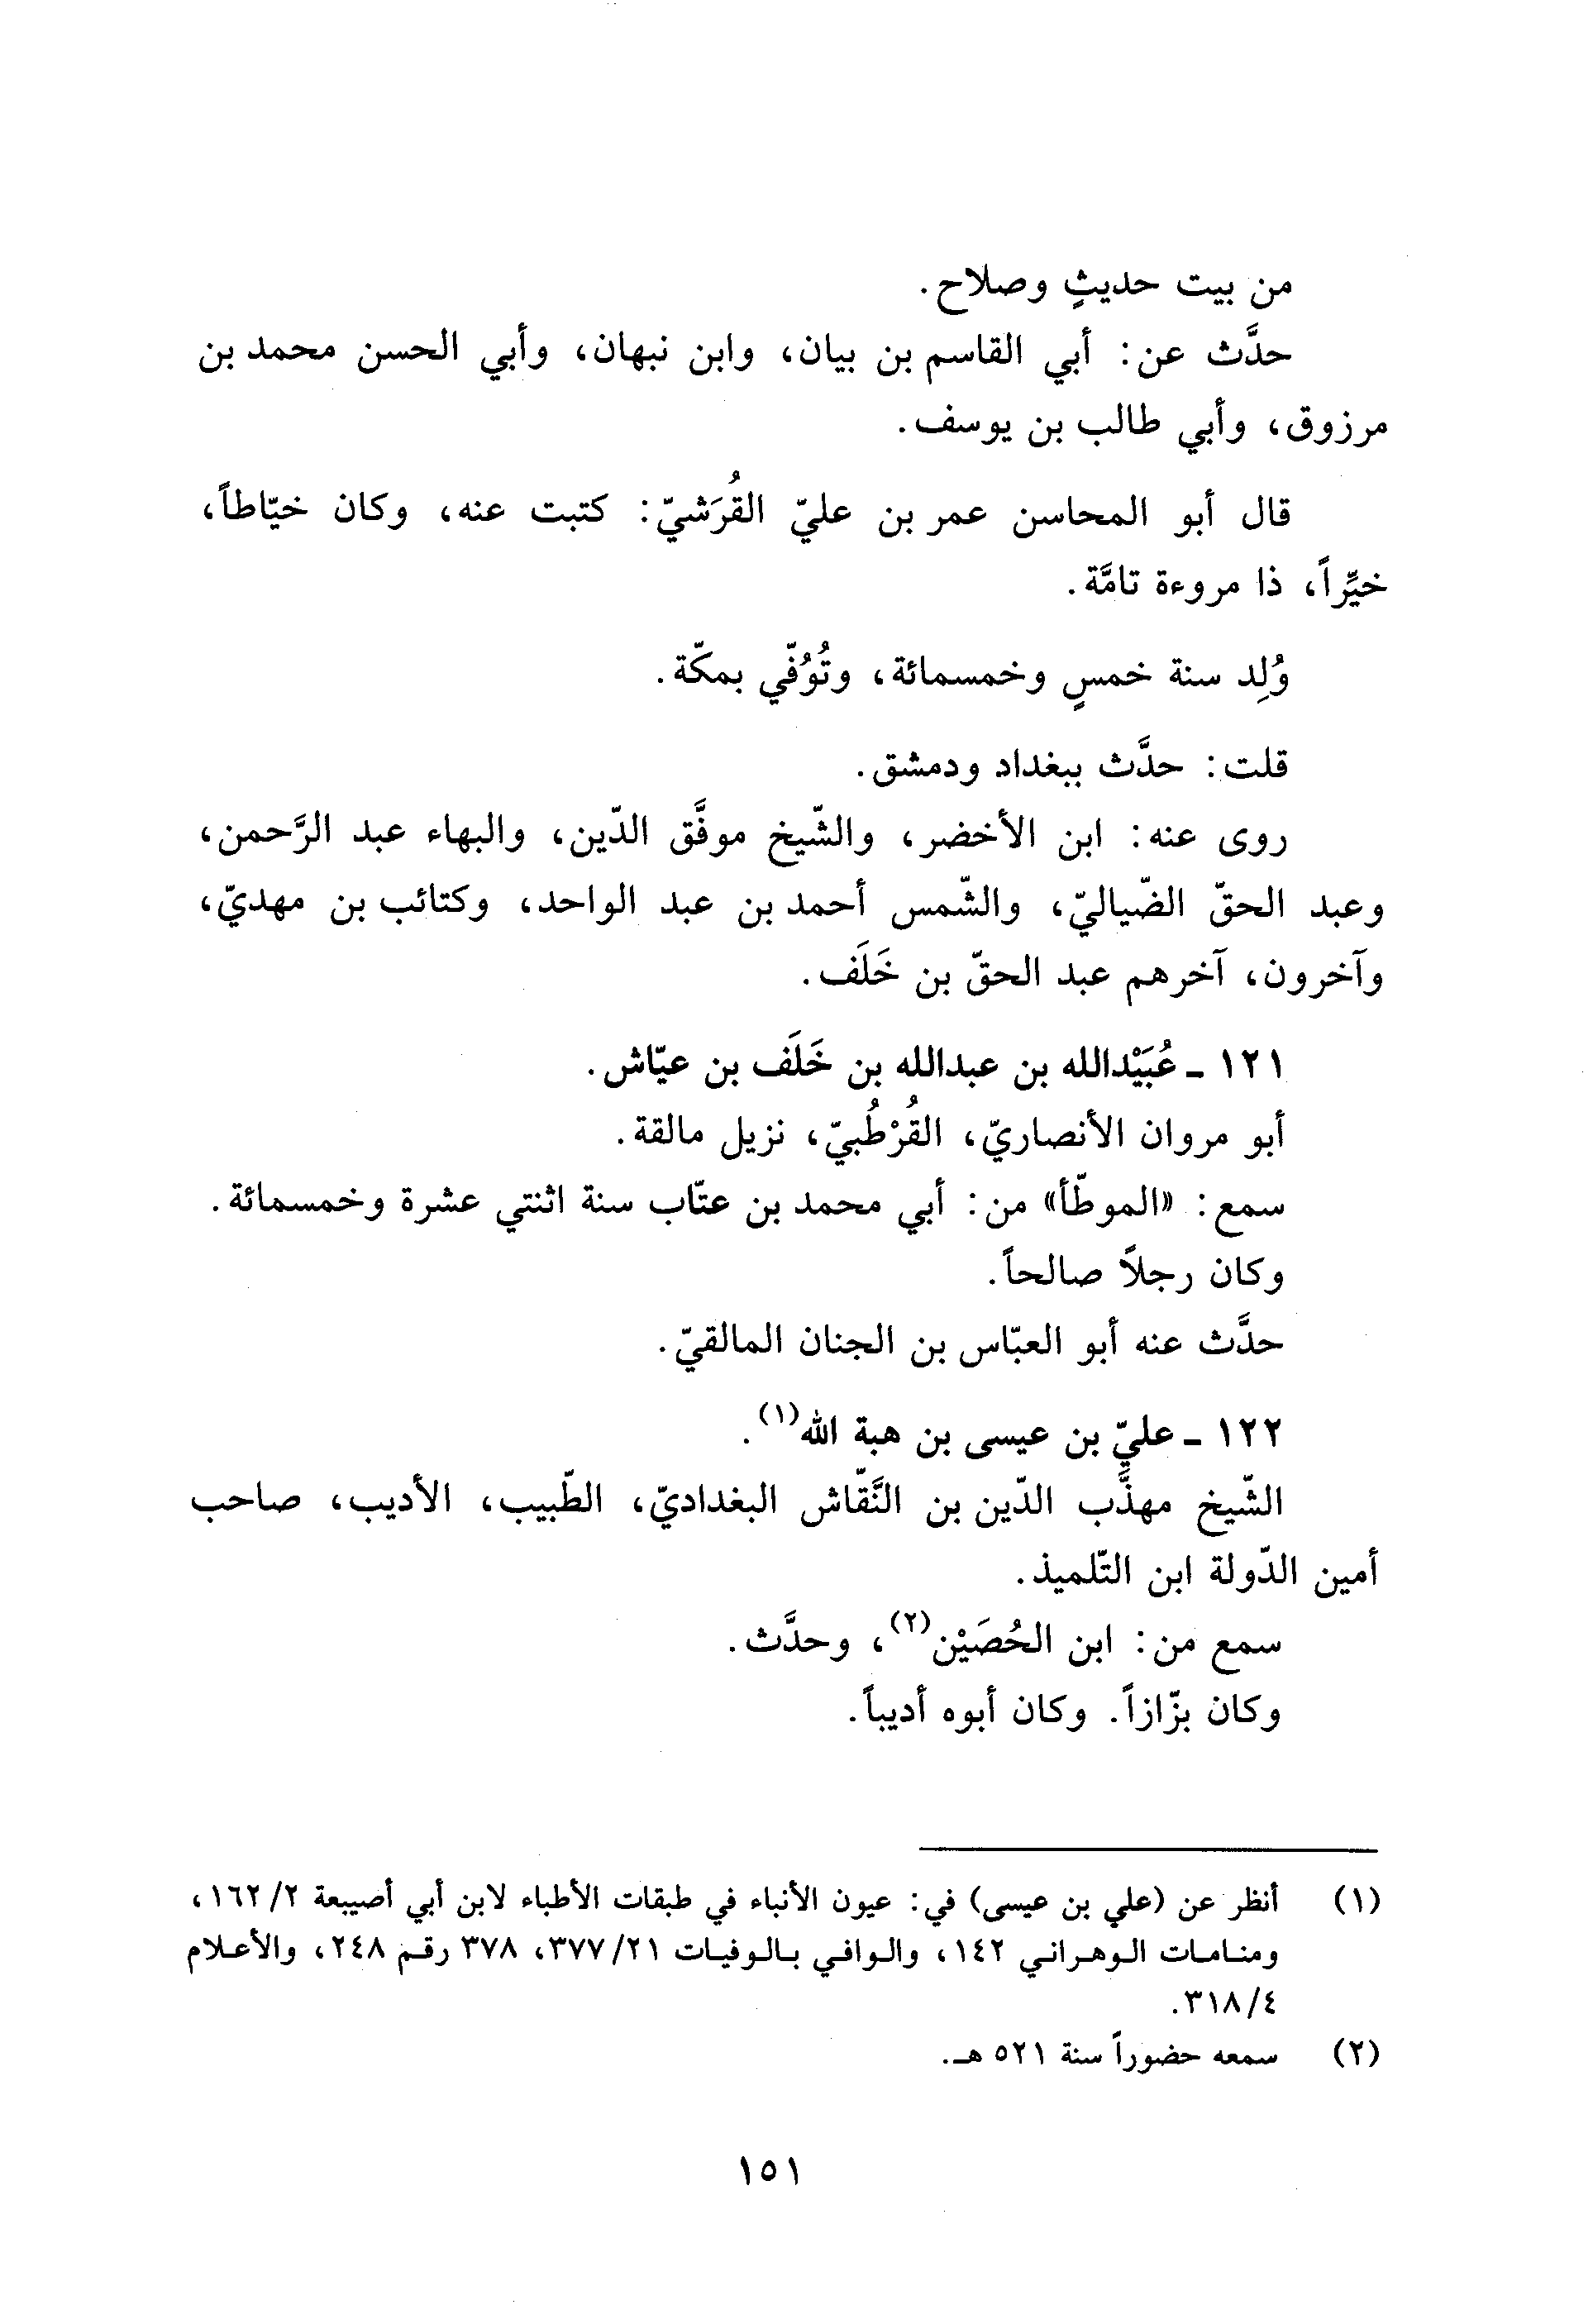 من بيت حديثٍ وصلاح.
حدَّث عن: أبي القاسم بن بيان، وابن نبهان، وأبي الحسن محمد بن
مرزوق، وأبي طالب بن يوسف.
قال أبو المحاسن عمر بن عليّ القُرَشيّ: كتبت عنه، وكان خيّاطاً،
خيِّراً، ذا مروءة تامَّة.
وُلِد سنة خمسٍ وخمسمائة، وتُوُفّي بمكّة.
قلت: حدَّث ببغداد ودمشق.
روى عنه: ابن الأخضر، والشّيخ موفَّق الدّين، والبهاء عبد الرَّحمن،
وعبد الحقّ الضّياليّ، والشّمس أحمد بن عبد الواحد، وكتائب بن مهديّ،
وآخرون، آخرهم عبد الحقّ بن خَلَف.
١٢١ ـ عُبَيْدالله بن عبدالله بن خَلَف بن عيّاش.
أبو مروان الأنصاريّ، القُرْطُبيّ، نزيل مالقة.
سمع: «الموطّأ» من: أبي محمد بن عتّاب سنة اثنتي عشرة وخمسمائة.
وكان رجلاً صالحاً.
حدَّث عنه أبو العبّاس بن الجنان المالقيّ.
١٢٢ ـ عليّ بن عيسى بن هبة الله(١).
الشّيخ مهذَّب الدّين بن النَّقّاش البغداديّ، الطّبيب، الأديب، صاحب
أمين الدّولة ابن التّلميذ.
سمع من: ابن الحُصَيْن(٢)، وحدَّث.
وكان بزّازاً. وكان أبوه أديباً.
(١) أنظر عن (علي بن عيسى) في: عيون الأنباء في طبقات الأطباء لابن أبي أصيبعة ٢/ ١٦٢،
ومنامات الوهراني ١٤٢، والوافي بالوفيات ٢١/ ٣٧٧، ٣٧٨ رقم ٢٤٨، والأعلام
٤/ ٣١٨.
(٢) سمعه حضوراً سنة ٥٢١ هـ.
١٥١